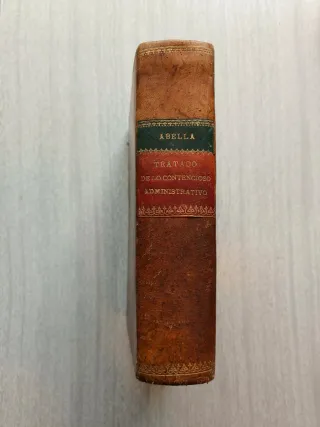 ABELLA
TRATADO
DE LO CONTENCIOSO
ADMINISTRATIVO